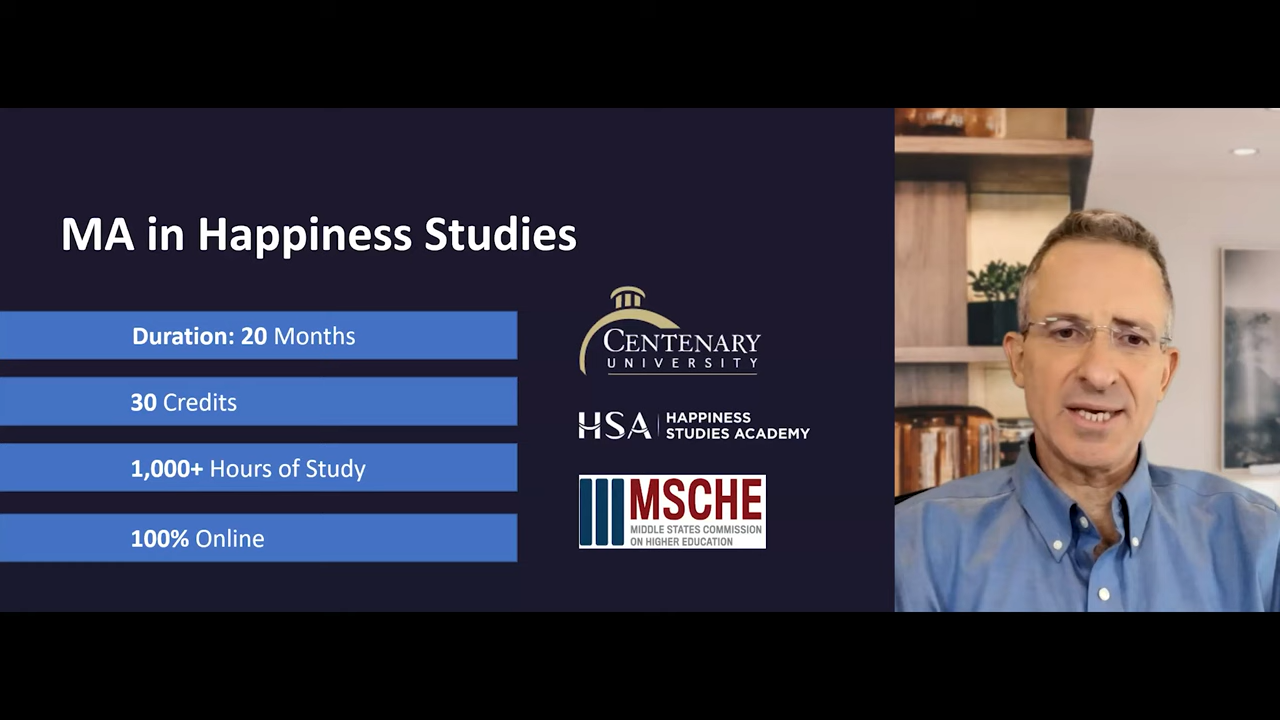 MA in Happiness Studies
Duration: 20 Months
30 Credits
1,000+ Hours of Study
100% Online
CENTENARY
UNIVERSITY
HSA | HAPPINESS
STUDIES ACADEMY
MSCHE
MIDDLE STATES COMMISSION
ON HIGHER EDUCATION